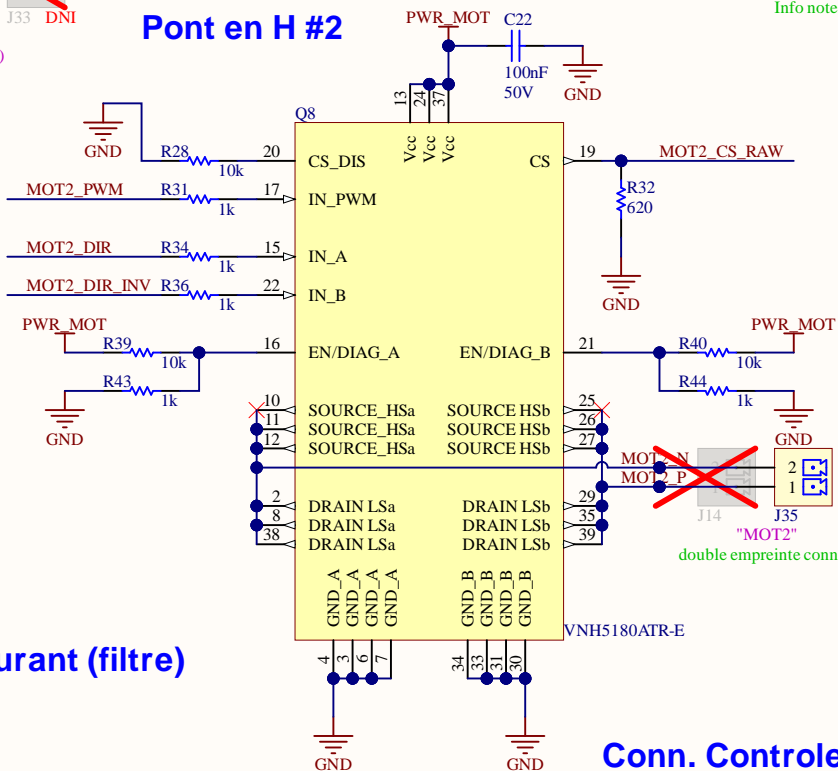 J33 DNI
Pont en H #2
PWR_MOT
C22
100nF
50V
GND
Info note
)
Q8
13
24
37
Vcc
Vcc
Vcc
GND
R28
10k
20
CS_DIS
CS
19
MOT2_CS_RAW
MOT2_PWM
R31
1k
17
IN_PWM
R32
620
GND
MOT2_DIR
R34
1k
15
IN_A
MOT2_DIR_INV
R36
1k
22
IN_B
PWR_MOT
R39
10k
16
EN/DIAG_A
EN/DIAG_B
21
R40
10k
PWR_MOT
R43
1k
GND
R44
1k
GND
10
SOURCE_HSa
SOURCE HSb
25
11
SOURCE_HSa
SOURCE HSb
26
12
SOURCE_HSa
SOURCE HSb
27
MOT2_N
MOT2_P
2
1
J14
J35
"MOT2"
double empreinte conn
2
DRAIN LSa
DRAIN LSb
29
8
DRAIN LSa
DRAIN LSb
35
38
DRAIN LSa
DRAIN LSb
39
GND_A
GND_A
GND_A
GND_A
GND_B
GND_B
GND_B
GND_B
VNH5180ATR-E
4
3
6
7
34
33
31
30
urant (filtre)
GND
GND
Conn. Controle